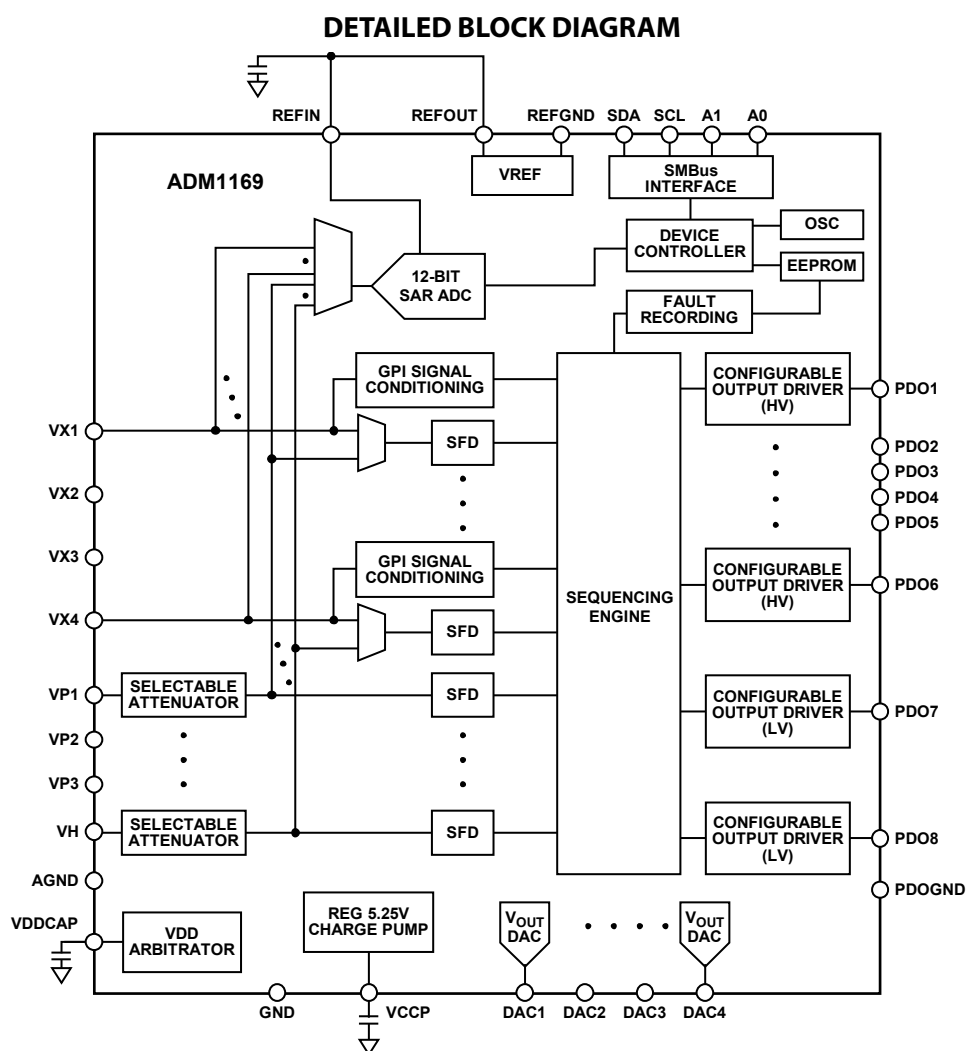 DETAILED BLOCK DIAGRAM
REFIN
REFOUT
REFGND
SDA
SCL
A1
A0
ADM1169
VREF
SMBus
INTERFACE
DEVICE
CONTROLLER
OSC
EEPROM
12-BIT
SAR ADC
FAULT
RECORDING
GPI SIGNAL
CONDITIONING
CONFIGURABLE
OUTPUT DRIVER
(HV)
PDO1
VX1
SFD
PDO2
PDO3
VX2
PDO4
PDO5
VX3
GPI SIGNAL
CONDITIONING
CONFIGURABLE
OUTPUT DRIVER
(HV)
PDO6
SEQUENCING
ENGINE
VX4
SFD
VP1
SELECTABLE
ATTENUATOR
SFD
CONFIGURABLE
OUTPUT DRIVER
(LV)
PDO7
VP2
VP3
VH
SELECTABLE
ATTENUATOR
SFD
CONFIGURABLE
OUTPUT DRIVER
(LV)
PDO8
AGND
PDOGND
VDDCAP
VDD
ARBITRATOR
REG 5.25V
CHARGE PUMP
VOUT
DAC
VOUT
DAC
GND
VCCP
DAC1
DAC2
DAC3
DAC4